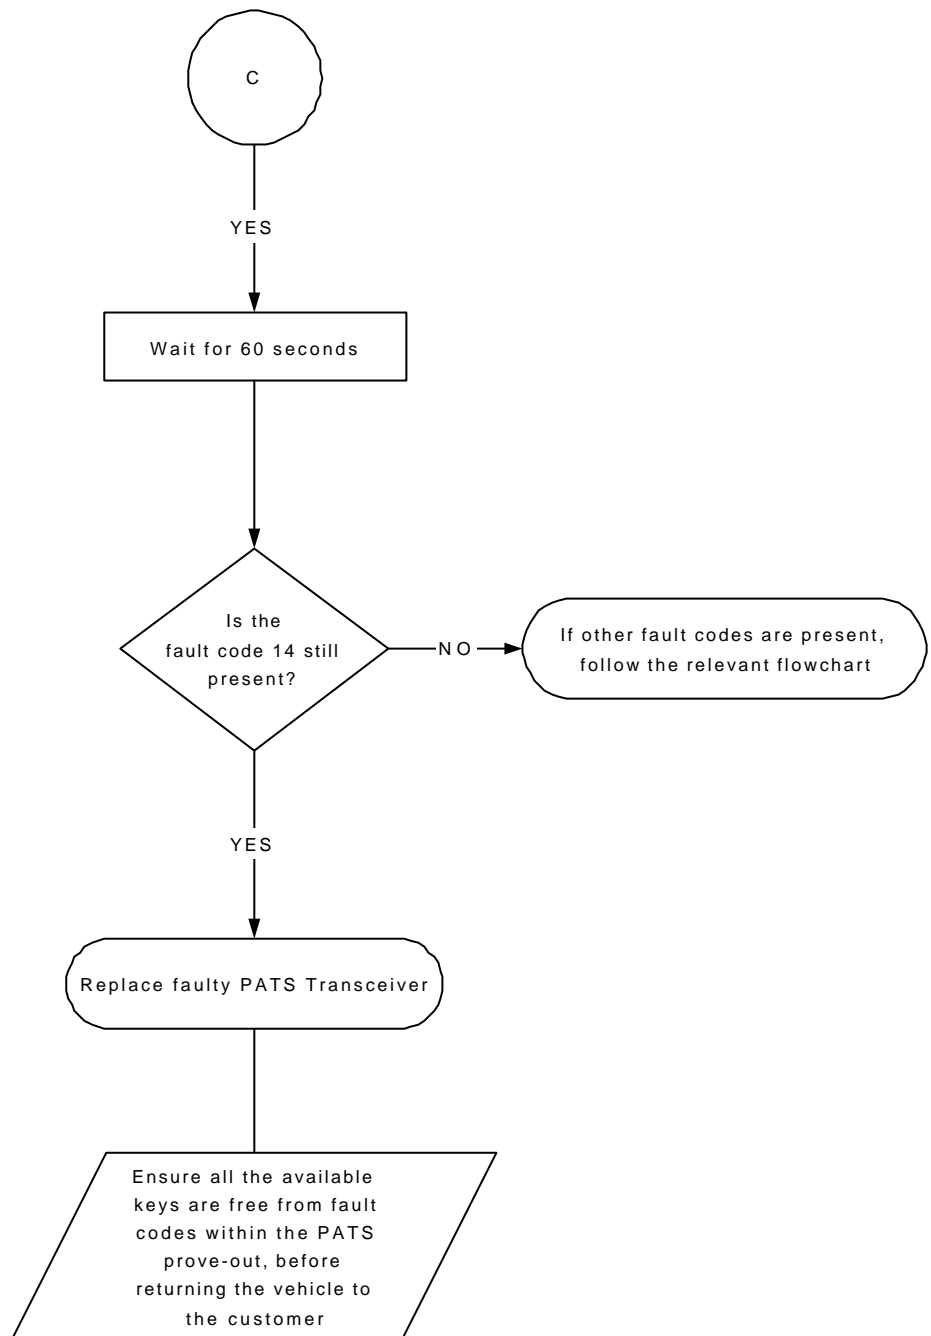 C
YES
Wait for 60 seconds
Is the
fault code 14 still
present?
NO
If other fault codes are present,
follow the relevant flowchart
YES
Replace faulty PATS Transceiver
Ensure all the available
keys are free from fault
codes within the PATS
prove-out, before
returning the vehicle to
the customer